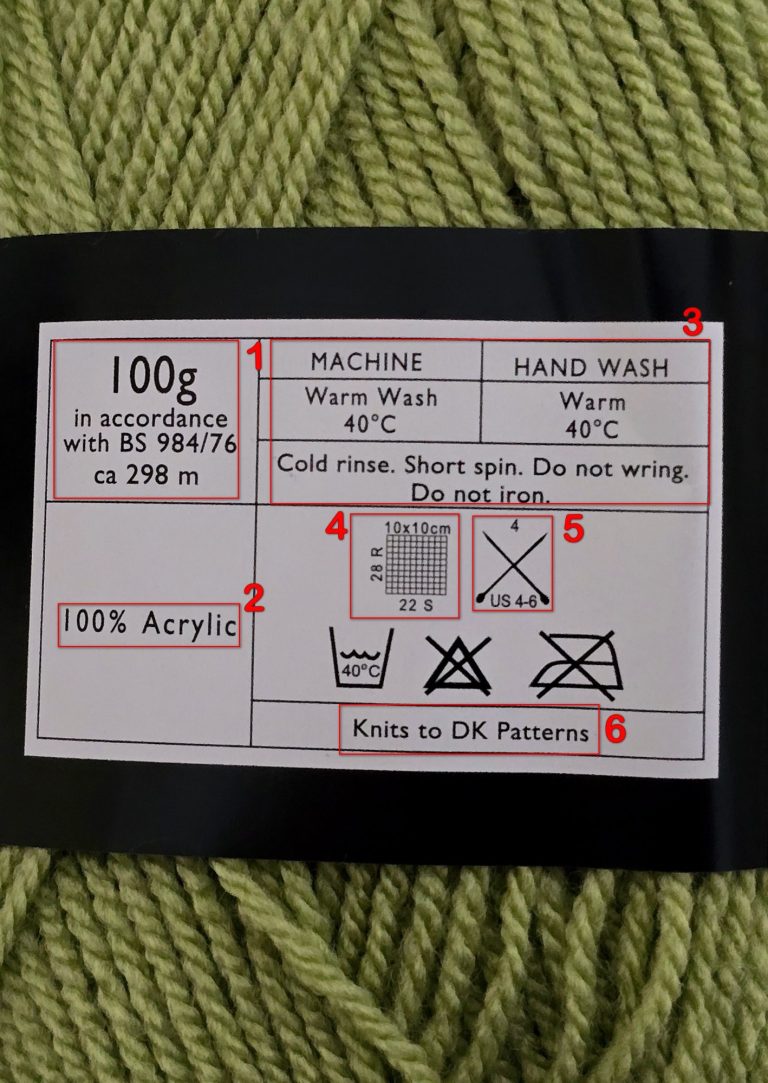 3
1
100g
in accordance
with BS 984/76
ca 298 m
MACHINE
HAND WASH
Warm Wash
40°C
Warm
40°C
Cold rinse. Short spin. Do not wring.
Do not iron.
4
10x10cm
28 R
22 S
5
4
US 4-6
2
100% Acrylic
40°C
Knits to DK Patterns
6